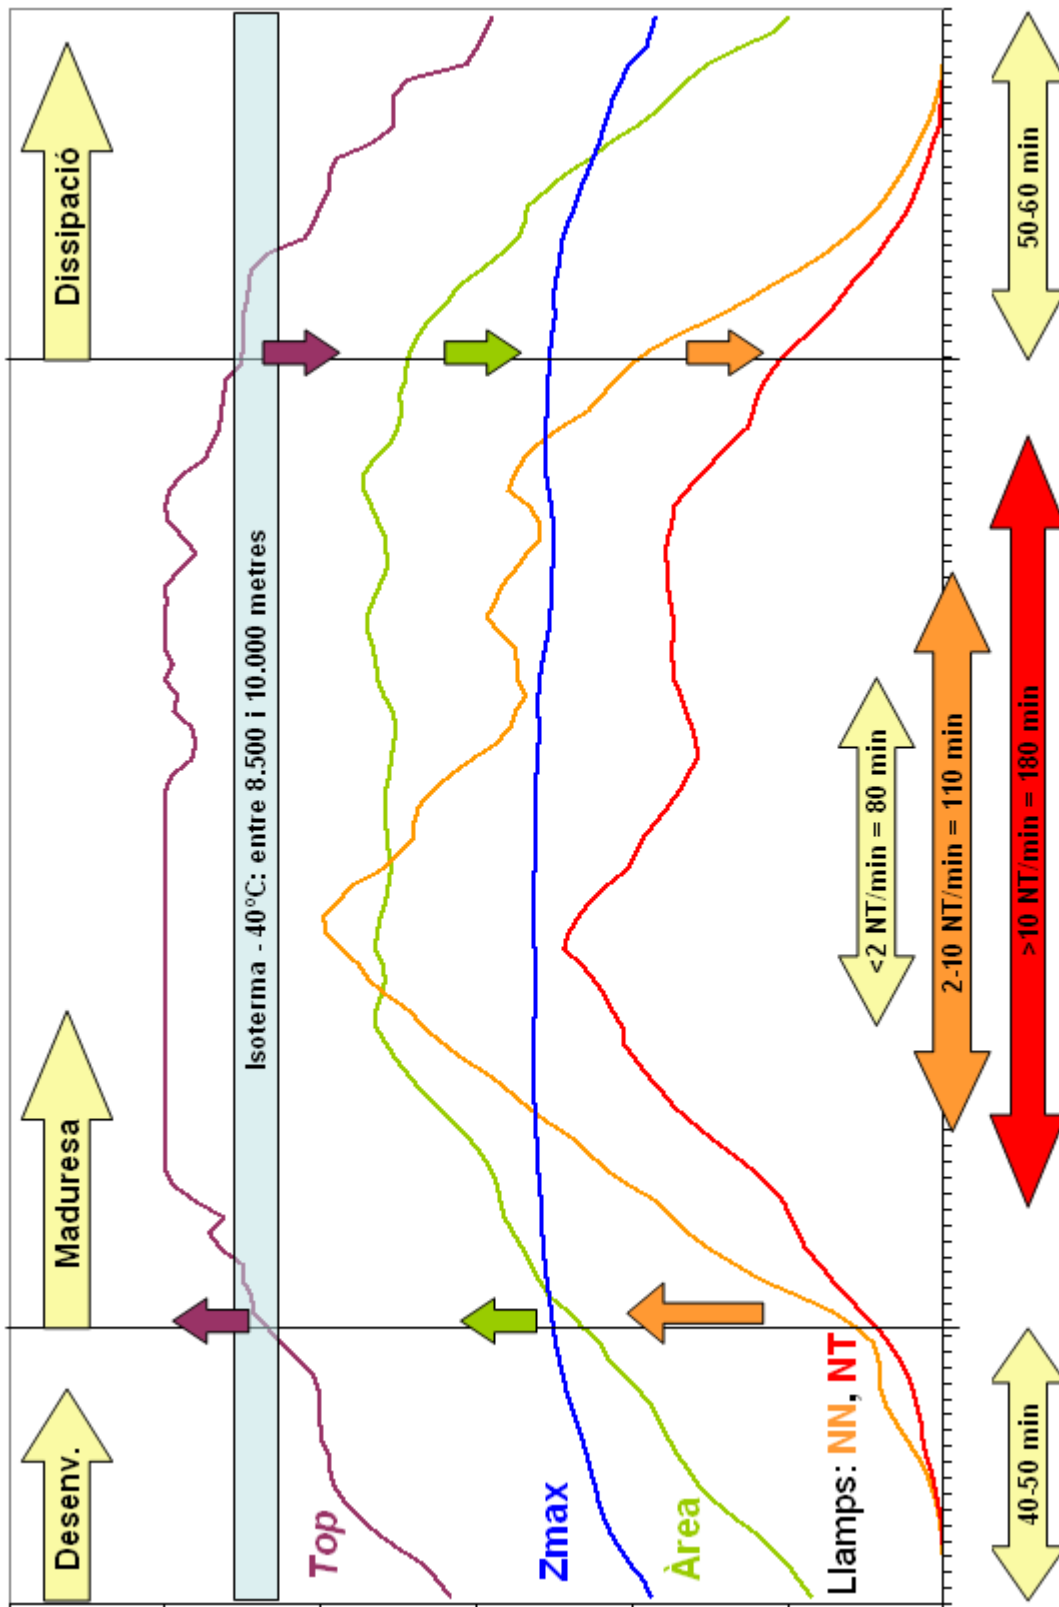 Desenv.
Maduresa
Dissipació
Isoterma - 40°C: entre 8.500 i 10.000 metres
Top
Zmax
Àrea
Llamps: NN, NT
<2 NT/min = 80 min
2-10 NT/min = 110 min
>10 NT/min = 180 min
40-50 min
50-60 min